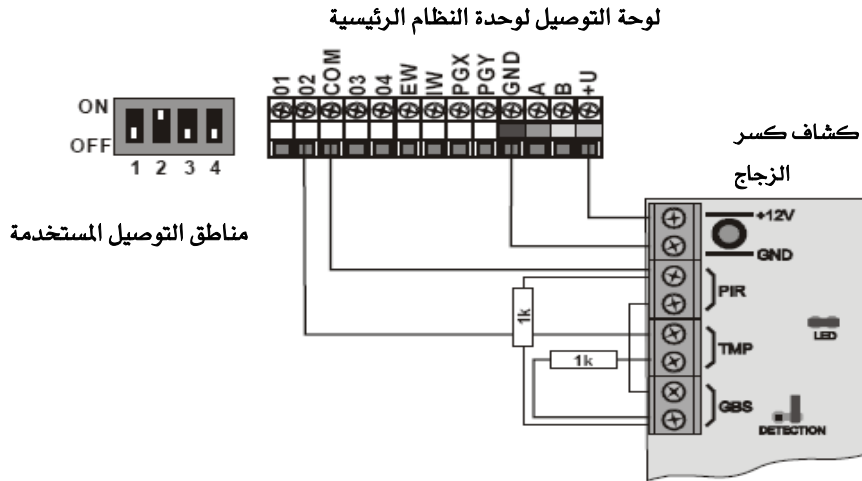 لوحة التوصيل لوحدة النظام الرئيسية
01 02 COM 03 04 EW IW PGX PGY GND A B +U
ON
OFF
1 2 3 4
مناطق التوصيل المستخدمة
كشاف كسر
الزجاج
+12V
GND
PIR
1k
LED
TMP
1k
GBS
DETECTION